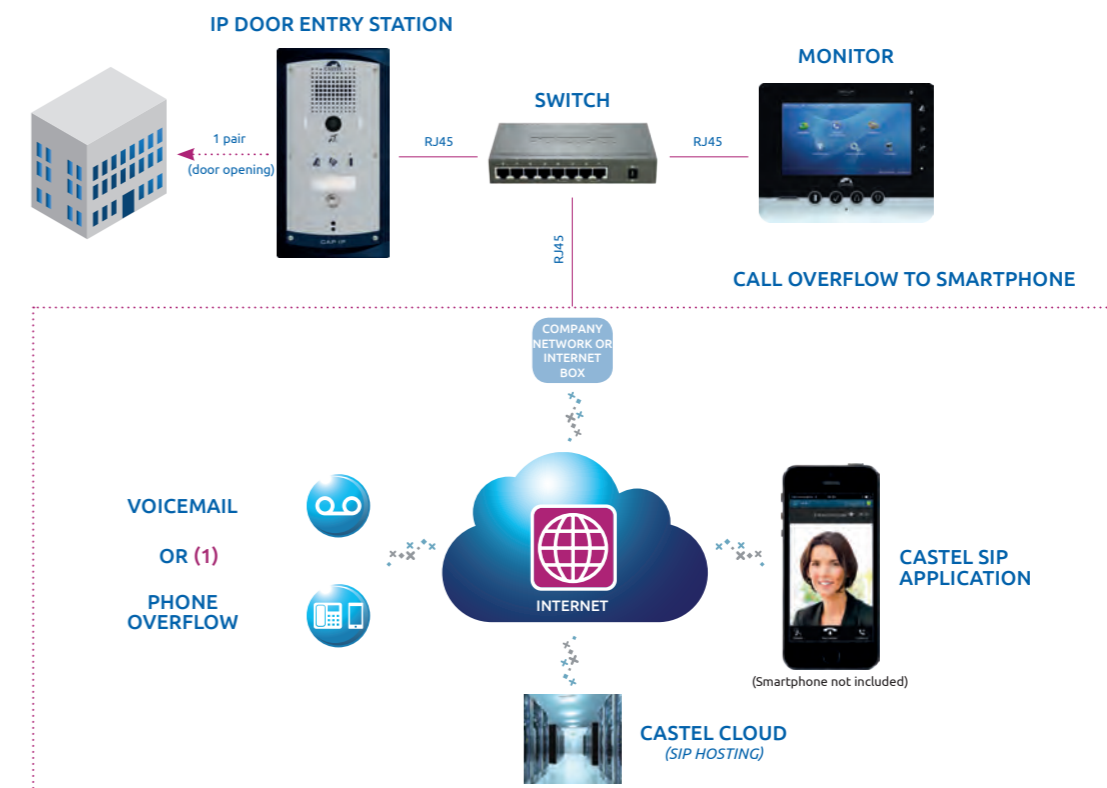 IP DOOR ENTRY STATION
MONITOR
SWITCH
1 pair
(door opening)
RJ45
RJ45
CAP IP
RJ45
CALL OVERFLOW TO SMARTPHONE
COMPANY
NETWORK OR
INTERNET
BOX
VOICEMAIL
OR (1)
PHONE
OVERFLOW
INTERNET
CASTEL SIP
APPLICATION
(Smartphone not included)
CASTEL CLOUD
(SIP HOSTING)